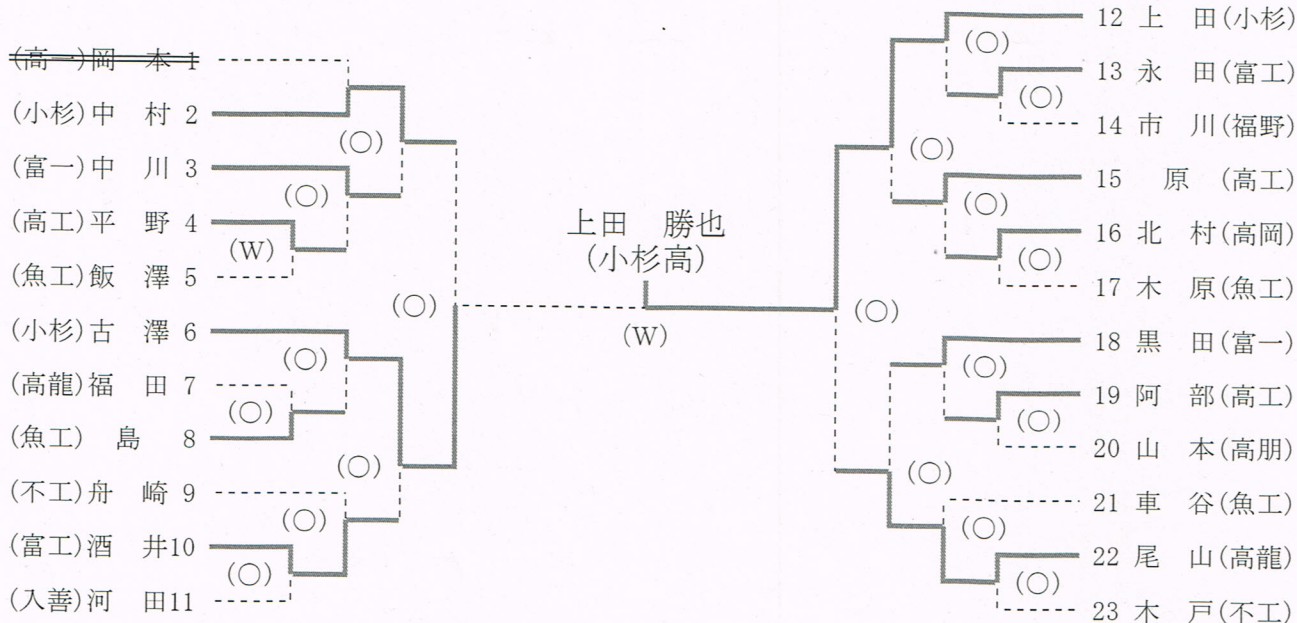 (高一)岡　本 1
(小杉)中　村 2
(富一)中　川 3
(高工)平　野 4
(魚工)飯　澤 5
(小杉)古　澤 6
(高龍)福　田 7
(魚工)　島　 8
(不工)舟　崎 9
(富工)酒　井10
(入善)河　田11
(○)
(○)
(W)
(○)
(○)
(○)
(○)
(○)
(○)
上田　勝也
(小杉高)
(W)
(○)
(○)
(○)
(○)
(○)
(○)
(○)
(○)
(○)
(○)
(○)
12 上　田(小杉)
13 永　田(富工)
14 市　川(福野)
15 　原　(高工)
16 北　村(高岡)
17 木　原(魚工)
18 黒　田(富一)
19 阿　部(高工)
20 山　本(高朋)
21 車　谷(魚工)
22 尾　山(高龍)
23 木　戸(不工)